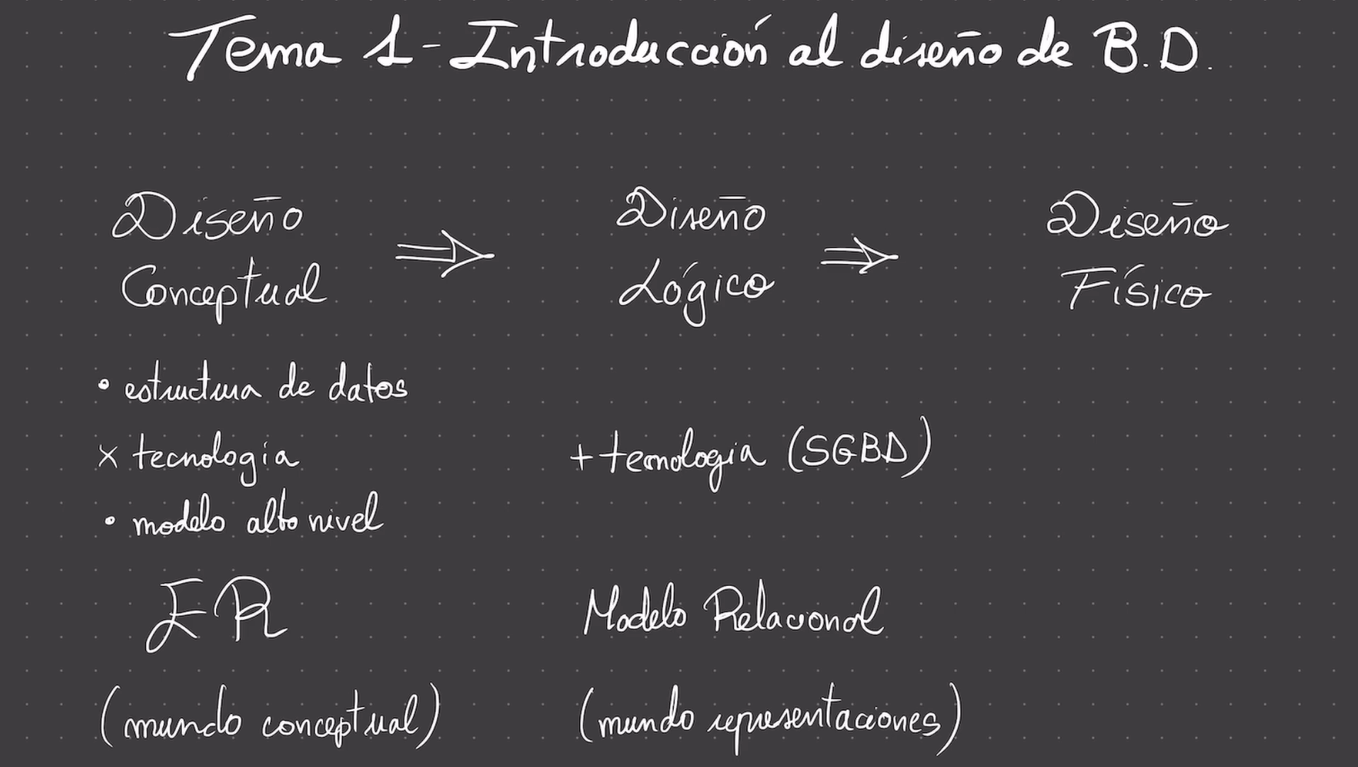 Tema 1 - Introducción al diseño de B.D.
Diseño Conceptual ⇒ Diseño Lógico ⇒ Diseño Físico
• estructura de datos
x tecnología
+ tecnologia (SGBD)
• modelo alto nivel
ER
Modelo Relacional
(mundo conceptual)
(mundo representaciones)